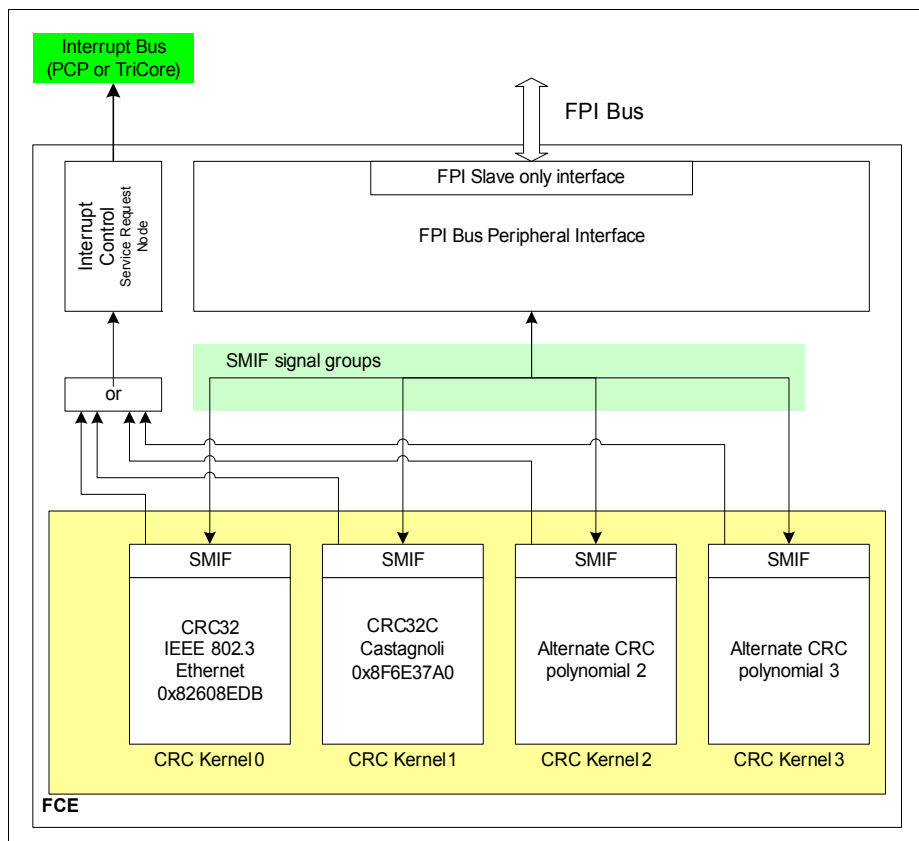 Interrupt Bus
(PCP or TriCore)
FPI Bus
FPI Slave only interface
FPI Bus Peripheral Interface
Interrupt
Control
Service Request
Node
SMIF signal groups
or
SMIF
CRC32
IEEE 802.3
Ethernet
0x82608EDB
CRC Kernel 0
SMIF
CRC32C
Castagnoli
0x8F6E37A0
CRC Kernel 1
SMIF
Alternate CRC
polynomial 2
CRC Kernel 2
SMIF
Alternate CRC
polynomial 3
CRC Kernel 3
FCE